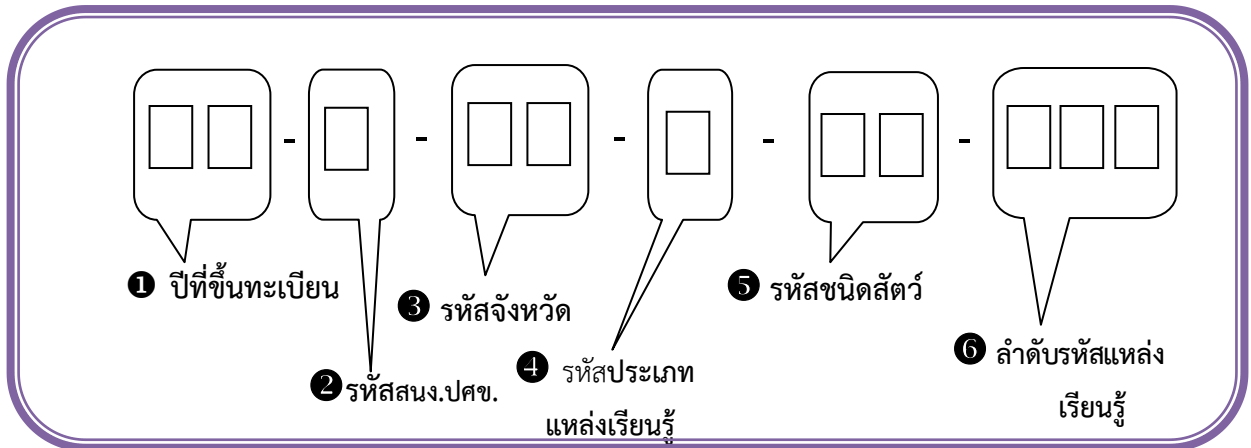 - - - - -
❶ ปีที่ขึ้นทะเบียน
❷ รหัสสนง.ปศข.
❸ รหัสจังหวัด
❹ รหัสประเภท
แหล่งเรียนรู้
❺ รหัสชนิดสัตว์
❻ ลำดับรหัสแหล่ง
เรียนรู้